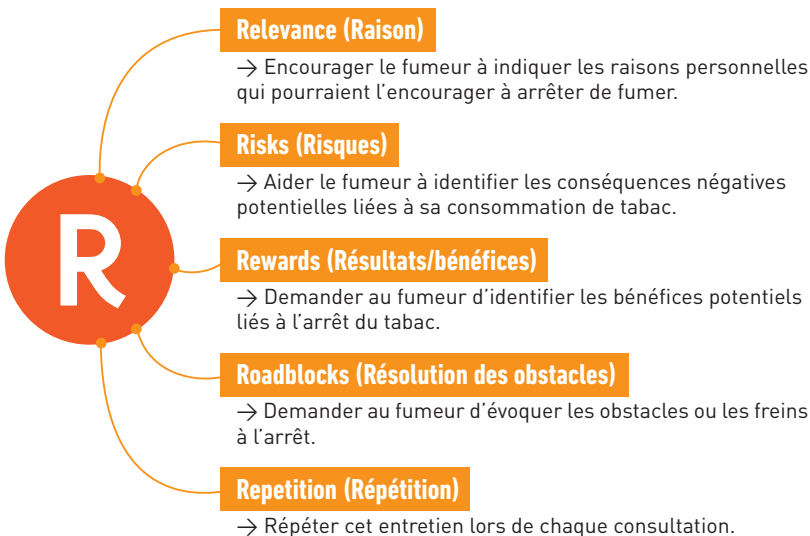 R
Relevance (Raison)
→ Encourager le fumeur à indiquer les raisons personnelles
qui pourraient l'encourager à arrêter de fumer.
Risks (Risques)
→ Aider le fumeur à identifier les conséquences négatives
potentielles liées à sa consommation de tabac.
Rewards (Résultats/bénéfices)
→ Demander au fumeur d'identifier les bénéfices potentiels
liés à l'arrêt du tabac.
Roadblocks (Résolution des obstacles)
→ Demander au fumeur d'évoquer les obstacles ou les freins
à l'arrêt.
Repetition (Répétition)
→ Répéter cet entretien lors de chaque consultation.